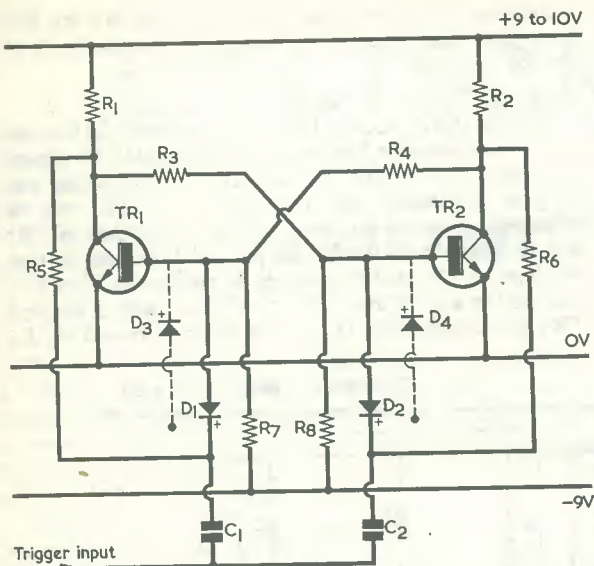 +9 to 10V
R1
R2
R3
R4
TR1
TR2
R5
R6
+
D3
+
D4
0V
D1
+
R7
R8
D2
+
-9V
C1
C2
Trigger input